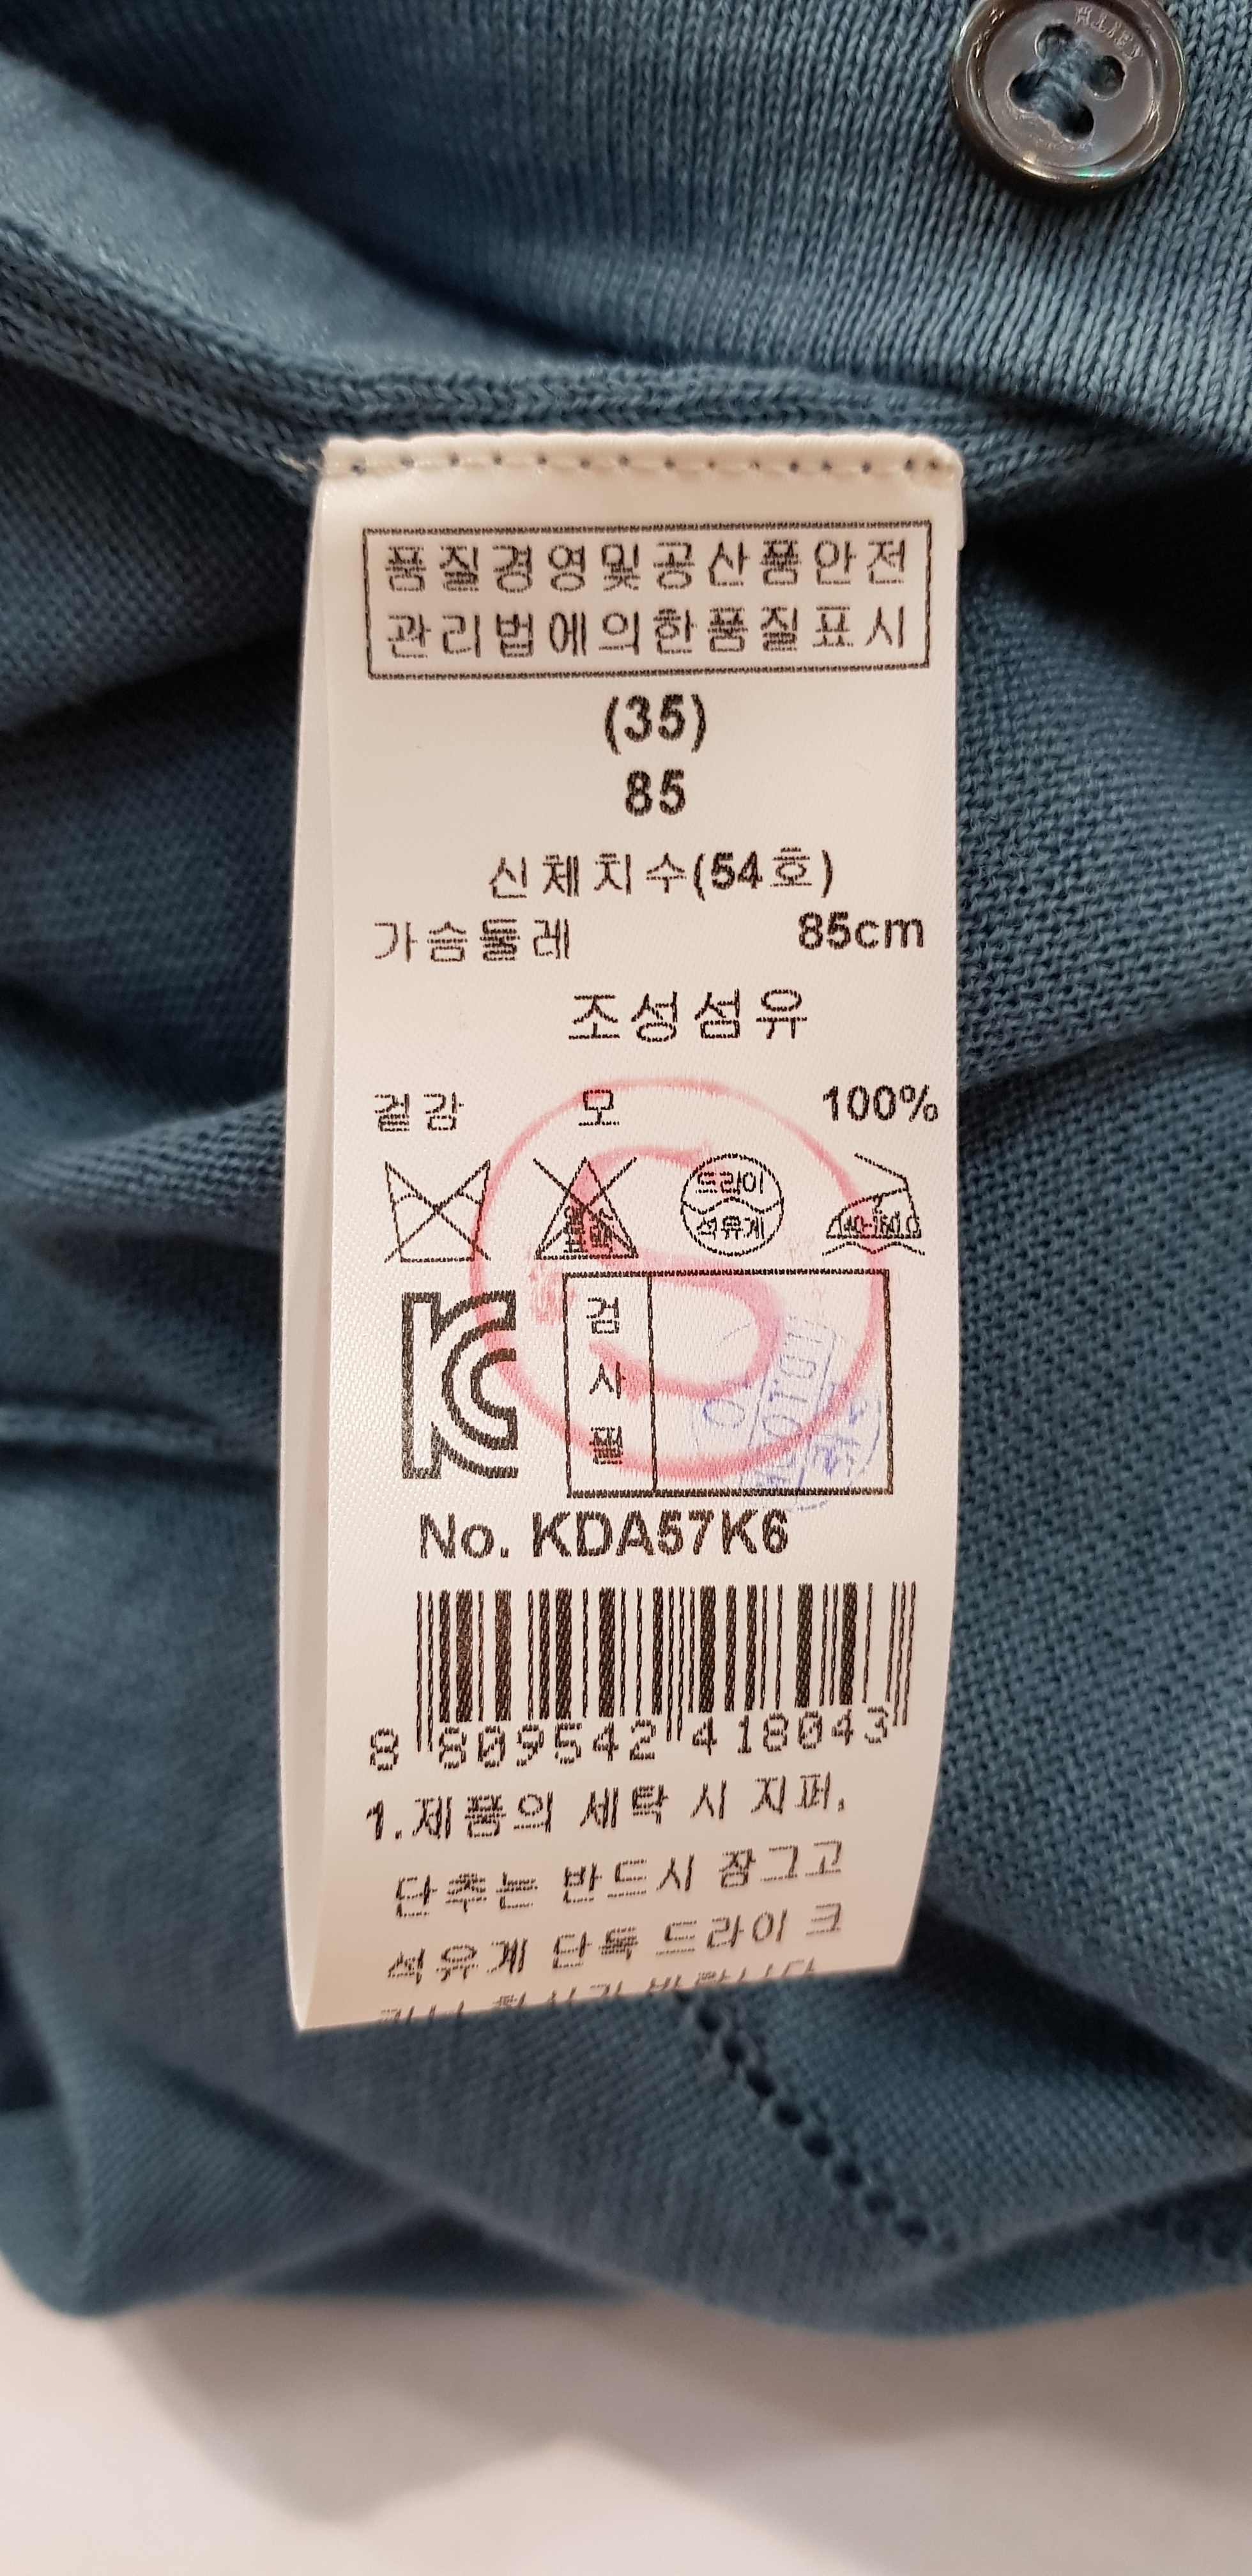 품질경영및공산품안전
관리법에의한품질표시
(35)
85
신체치수(54호)
가슴둘레 85cm
조성섬유
겉감 모 100%
드라이
석유계
검
사
필
No. KDA57K6
8 809542 418043
1.제품의 세탁 시 지퍼,
단추는 반드시 잠그고
석유계 단독 드라이 크